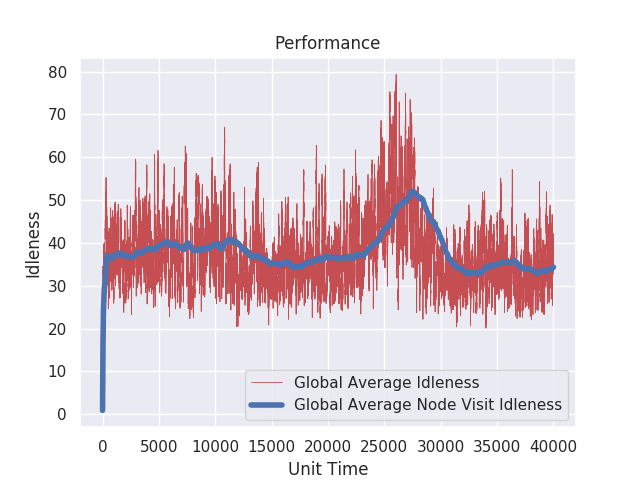 Performance
80
70
60
50
40
30
20
10
0
Idleness
0 5000 10000 15000 20000 25000 30000 35000 40000
Unit Time
Global Average Idleness
Global Average Node Visit Idleness